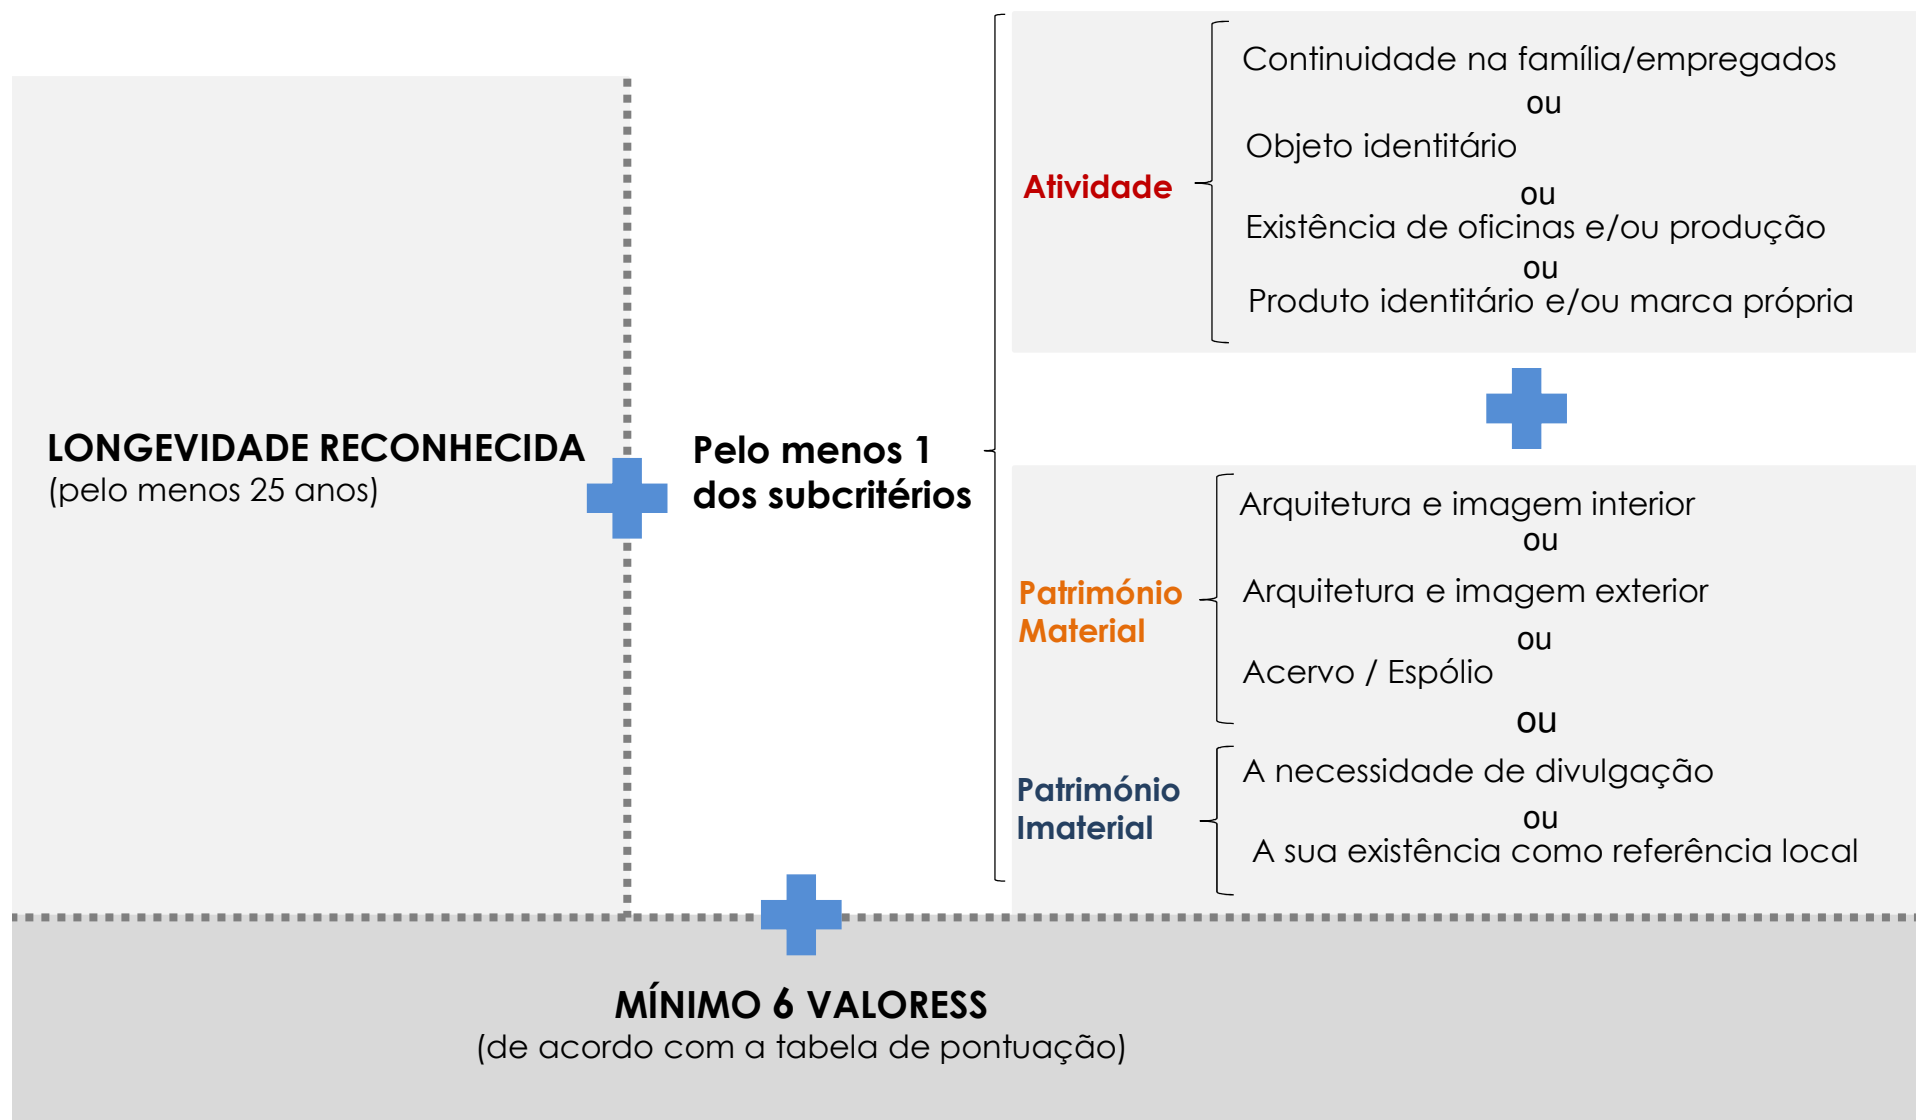 LONGEVIDADE RECONHECIDA
(pelo menos 25 anos)
Pelo menos 1
dos subcritérios
Atividade
Continuidade na família/empregados
ou
Objeto identitário
ou
Existência de oficinas e/ou produção
ou
Produto identitário e/ou marca própria
Património
Material
Arquitetura e imagem interior
ou
Arquitetura e imagem exterior
ou
Acervo / Espólio
ou
Património
Imaterial
A necessidade de divulgação
ou
A sua existência como referência local
MÍNIMO 6 VALORESS
(de acordo com a tabela de pontuação)